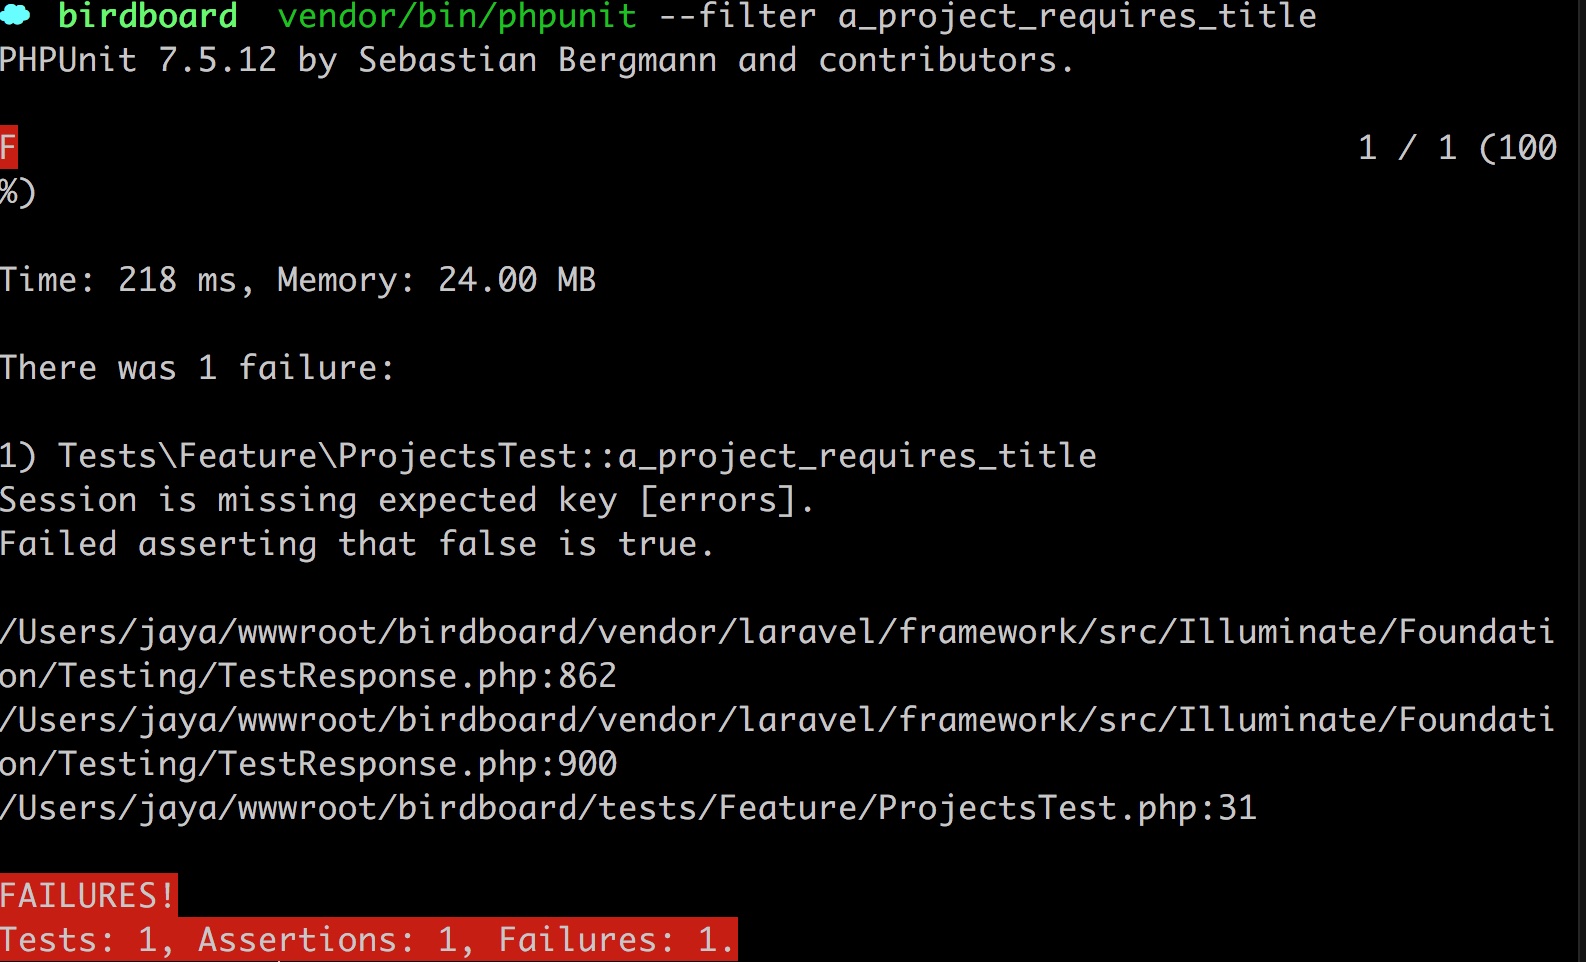 birdboard vendor/bin/phpunit --filter a_project_requires_title
PHPUnit 7.5.12 by Sebastian Bergmann and contributors.
F 1 / 1 (100
%)
Time: 218 ms, Memory: 24.00 MB
There was 1 failure:
1) Tests\Feature\ProjectsTest::a_project_requires_title
Session is missing expected key [errors].
Failed asserting that false is true.
/Users/jaya/wwwroot/birdboard/vendor/laravel/framework/src/Illuminate/Foundati
on/Testing/TestResponse.php:862
/Users/jaya/wwwroot/birdboard/vendor/laravel/framework/src/Illuminate/Foundati
on/Testing/TestResponse.php:900
/Users/jaya/wwwroot/birdboard/tests/Feature/ProjectsTest.php:31
FAILURES!
Tests: 1, Assertions: 1, Failures: 1.